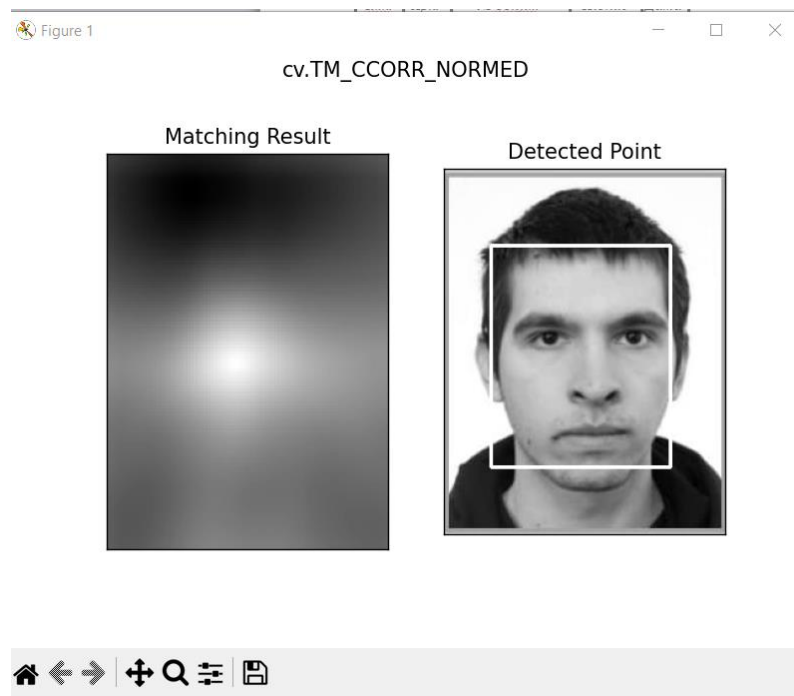 Figure 1
cv.TM_CCORR_NORMED
Matching Result
Detected Point